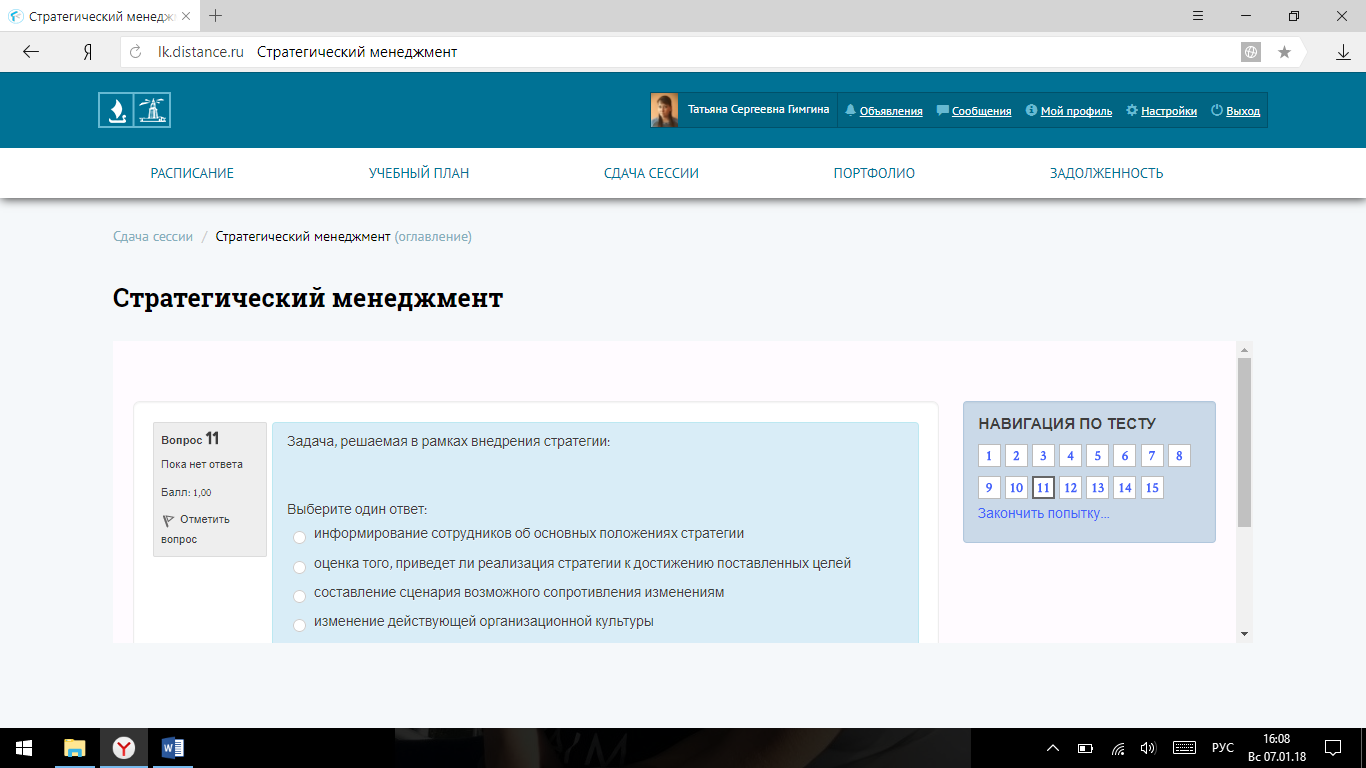 Стратегический менедж
lk.distance.ru Стратегический менеджмент
Татьяна Сергеевна Гимгина Объявления Сообщения Мой профиль Настройки Выход
РАСПИСАНИЕ УЧЕБНЫЙ ПЛАН СДАЧА СЕССИИ ПОРТФОЛИО ЗАДОЛЖЕННОСТЬ
Сдача сессии / Стратегический менеджмент (оглавление)
Стратегический менеджмент
Вопрос 11
Пока нет ответа
Балл: 1,00
Отметить
вопрос
Задача, решаемая в рамках внедрения стратегии:
Выберите один ответ:
информирование сотрудников об основных положениях стратегии
оценка того, приведет ли реализация стратегии к достижению поставленных целей
составление сценария возможного сопротивления изменениям
изменение действующей организационной культуры
НАВИГАЦИЯ ПО ТЕСТУ
1 2 3 4 5 6 7 8
9 10 11 12 13 14 15
Закончить попытку...
РУС
16:08
Вс 07.01.18